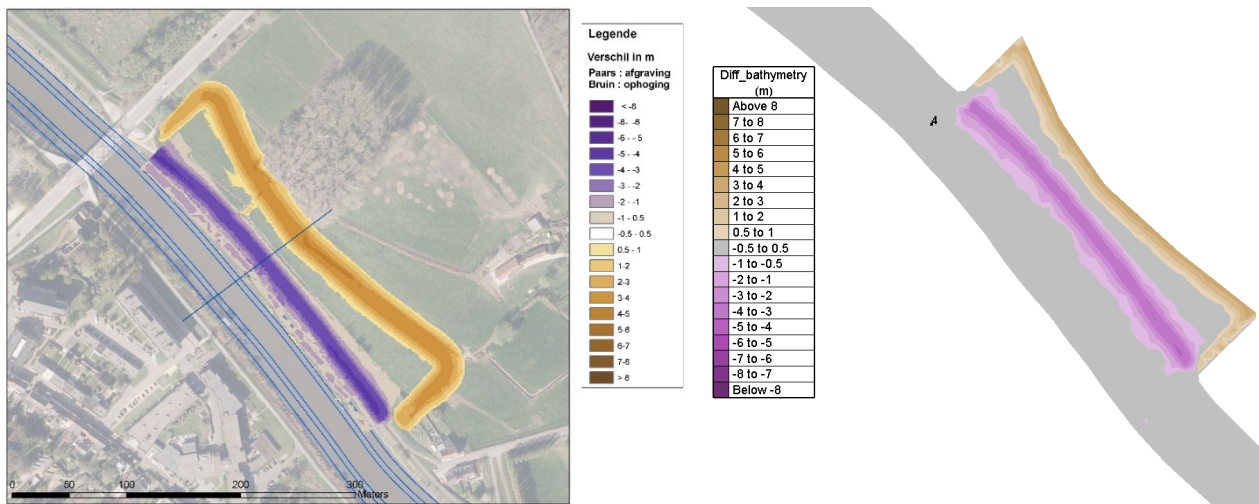 Legende
Verschil in m
Paars : afgraving
Bruin : ophoging
< -8
-8- -6
-6 - -5
-5 - -4
-4 - -3
-3 - -2
-2 - -1
-1 - 0.5
-0.5 - 0.5
0.5 - 1
1-2
2-3
3-4
4-5
5-6
6-7
7-8
> 8
0 50 100 200 300
Meters
Diff_bathymetry
(m)
Above 8
7 to 8
6 to 7
5 to 6
4 to 5
3 to 4
2 to 3
1 to 2
0.5 to 1
-0.5 to 0.5
-1 to -0.5
-2 to -1
-3 to -2
-4 to -3
-5 to -4
-6 to -5
-7 to -6
-8 to -7
Below -8